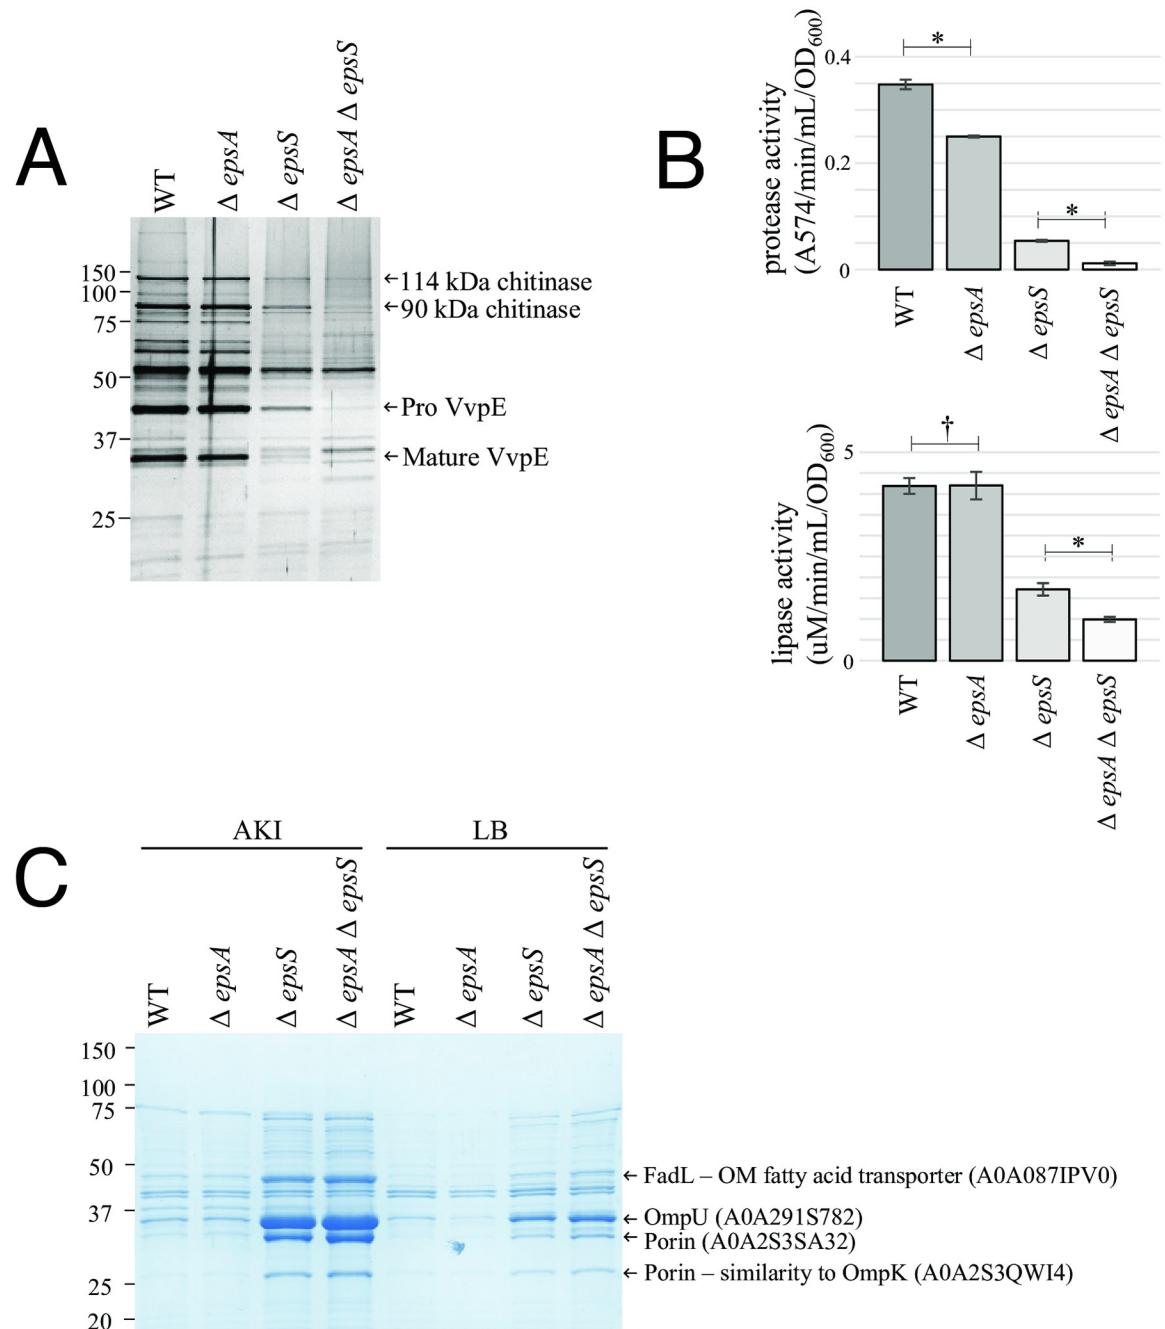 A
WT
Δ epsA
Δ epsS
Δ epsA Δ epsS
150
100
75
50
37
25
←114 kDa chitinase
←90 kDa chitinase
←Pro VvpE
←Mature VvpE
B
protease activity
(A574/min/mL/OD600)
0.4
0.2
0
*
*
WT
Δ epsA
Δ epsS
Δ epsA Δ epsS
lipase activity
(uM/min/mL/OD600)
5
0
†
*
WT
Δ epsA
Δ epsS
Δ epsA Δ epsS
C
AKI
LB
WT
Δ epsA
Δ epsS
Δ epsA Δ epsS
WT
Δ epsA
Δ epsS
Δ epsA Δ epsS
150
100
75
50
37
25
20
←FadL – OM fatty acid transporter (A0A087IPV0)
←OmpU (A0A291S782)
←Porin (A0A2S3SA32)
←Porin – similarity to OmpK (A0A2S3QWI4)